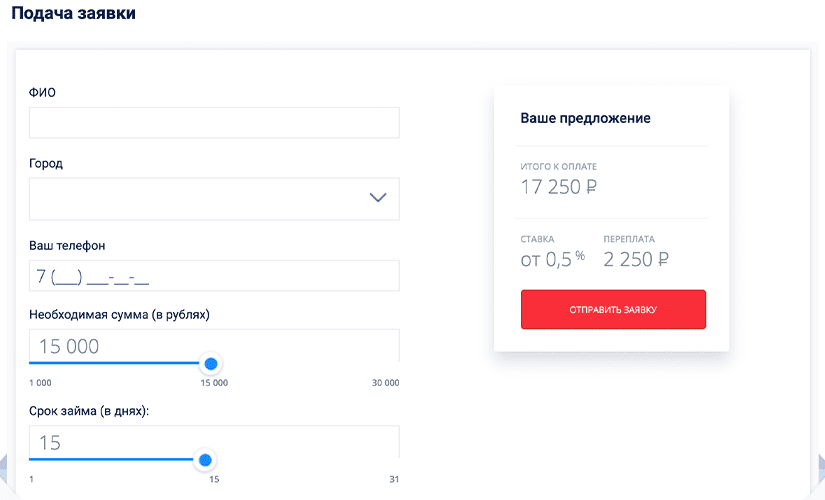 Подача заявки
ФИО
Город
Ваш телефон
7 (___) ___-__-__
Необходимая сумма (в рублях)
15 000
1 000 15 000 30 000
Срок займа (в днях):
15
1 15 31
Ваше предложение
ИТОГО К ОПЛАТЕ
17 250 ₽
СТАВКА ПЕРЕПЛАТА
от 0,5 % 2 250 ₽
ОТПРАВИТЬ ЗАЯВКУ